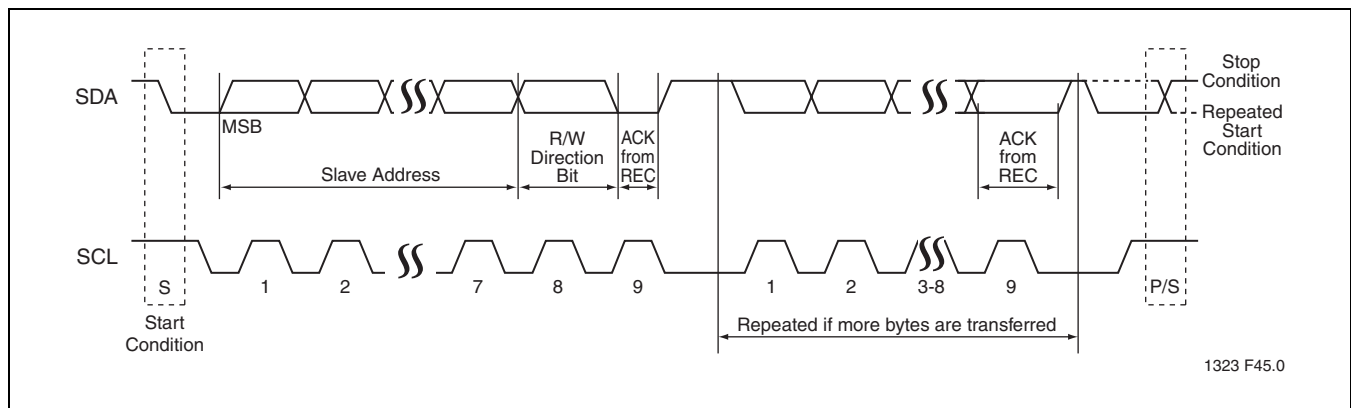 SDA
MSB
Slave Address
R/W
Direction
Bit
ACK
from
REC
ACK
from
REC
Stop
Condition
Repeated
Start
Condition
SCL
S
1
2
7
8
9
1
2
3-8
9
P/S
Start
Condition
Repeated if more bytes are transferred
1323 F45.0